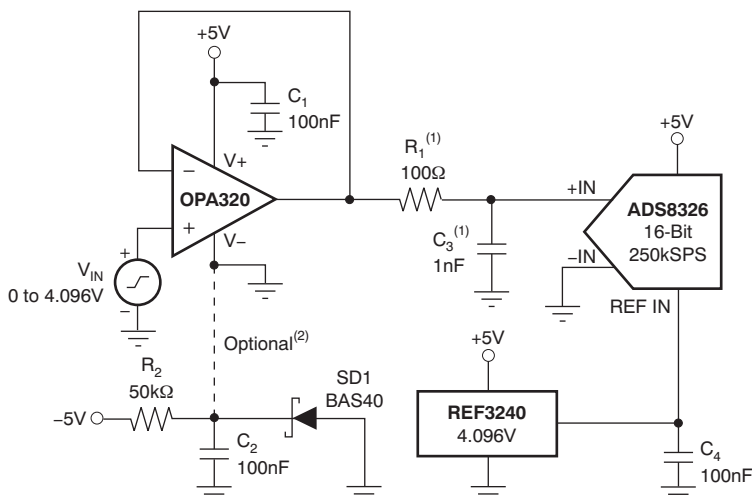 +5V
C1
100nF
V+
−
OPA320
+
V−
+
VIN
0 to 4.096V
−
R1(1)
100Ω
C3(1)
1nF
+5V
+IN
ADS8326
16-Bit
250kSPS
−IN
REF IN
Optional(2)
R2
50kΩ
−5V
C2
100nF
SD1
BAS40
+5V
REF3240
4.096V
C4
100nF